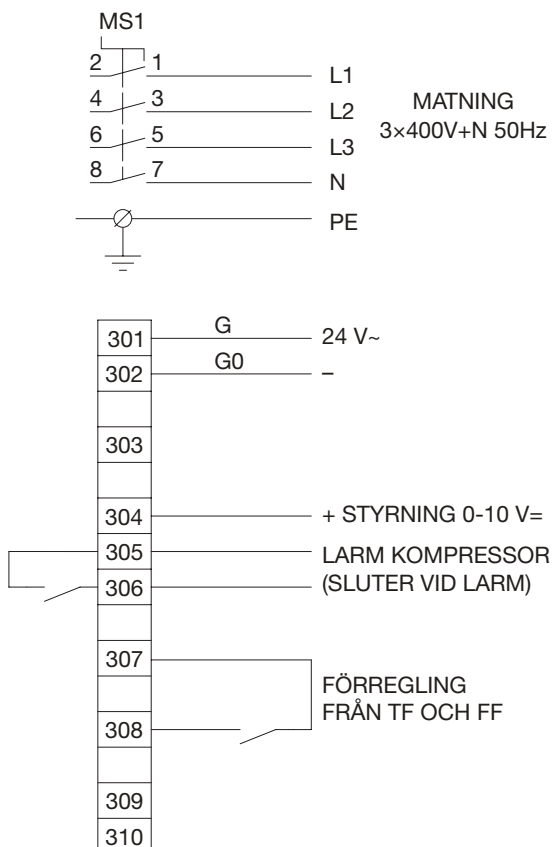 MS1
2 1 L1
4 3 L2
6 5 L3
8 7 N
PE
MATNING
3×400V+N 50Hz
301 G 24 V~
302 G0 –
303
304 + STYRNING 0-10 V=
305 LARM KOMPRESSOR
306 (SLUTER VID LARM)
307
FÖRREGLING
FRÅN TF OCH FF
308
309
310